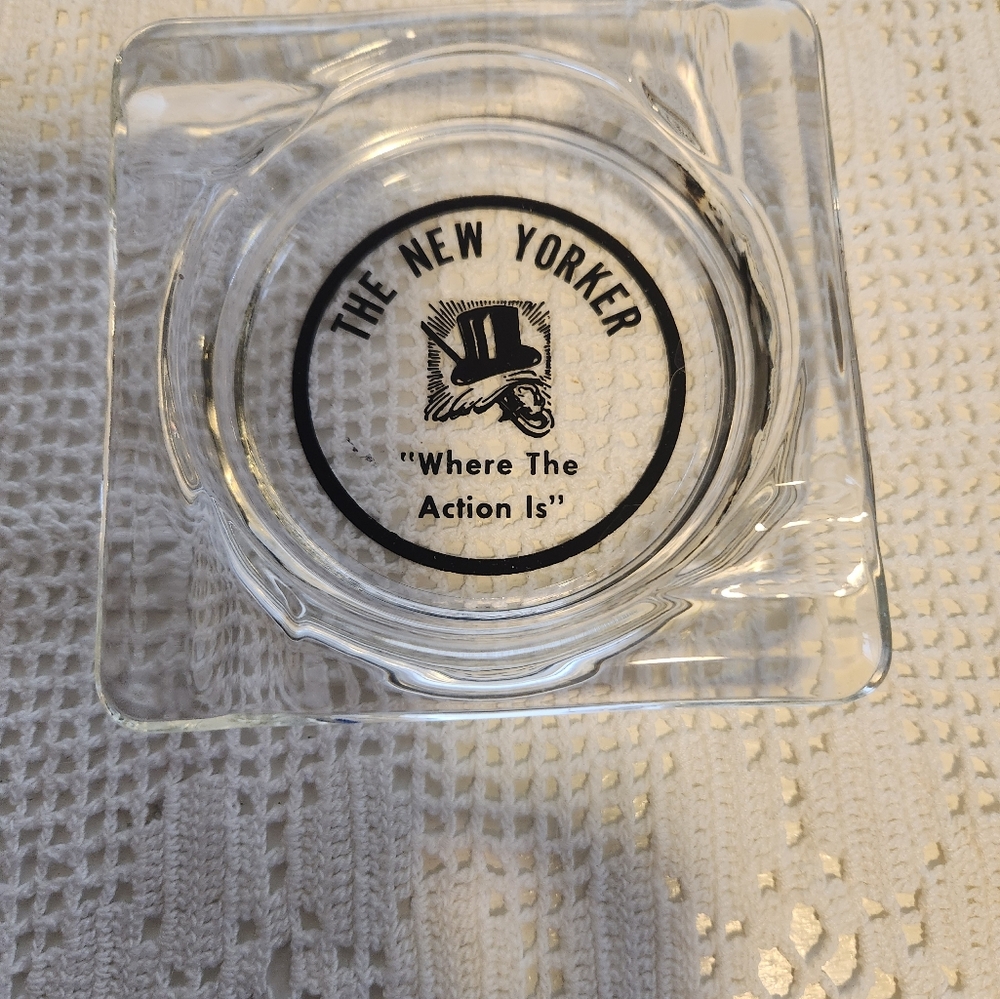 THE NEW YORKER
"Where The
Action Is"